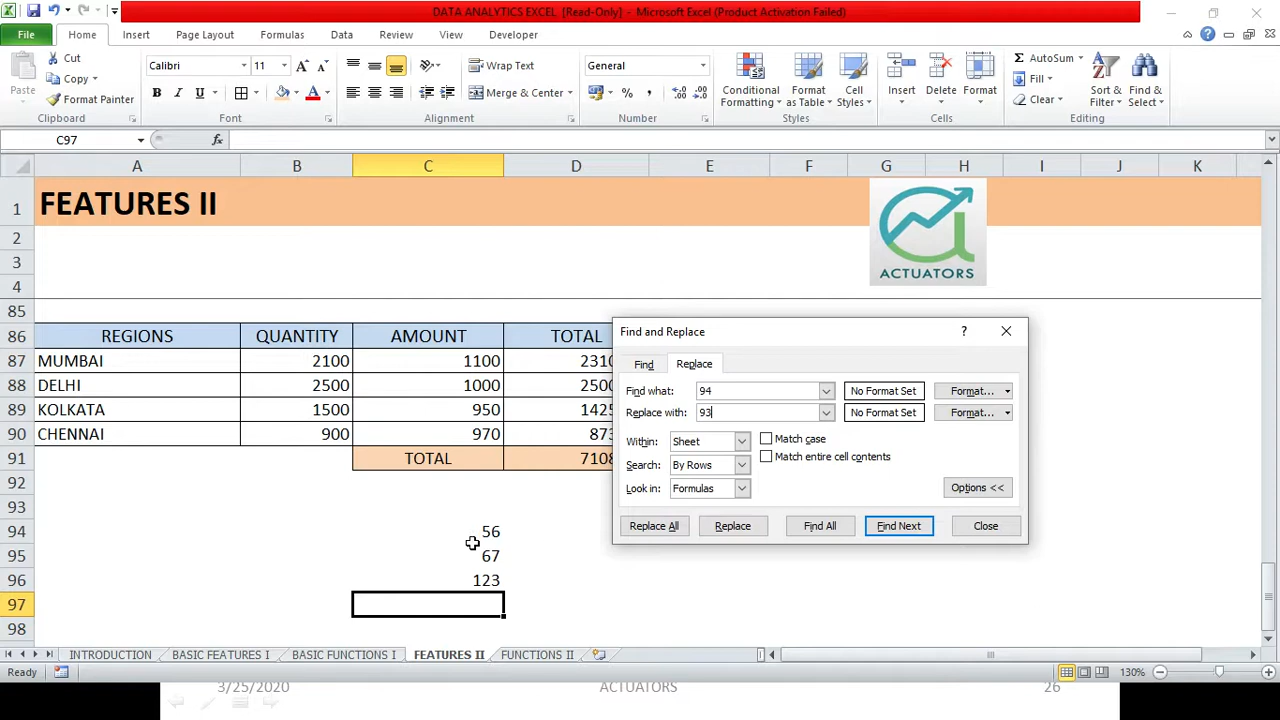 DATA ANALYTICS EXCEL [Read-Only] - Microsoft Excel (Product Activation Failed)
File Home Insert Page Layout Formulas Data Review View Developer
Paste
Cut
Copy
Format Painter
Clipboard
Calibri 11
B I U
Font
Wrap Text
Merge & Center
Alignment
General
Number
Conditional Formatting
Format as Table
Cell Styles
Styles
Insert
Delete
Format
Cells
AutoSum
Fill
Clear
Sort & Filter
Find & Select
Editing
C97 fx
A B C D E F G H I J K
1 FEATURES II
ACTUATORS
2
3
4
85
86 REGIONS QUANTITY AMOUNT TOTAL
87 MUMBAI 2100 1100 2310
88 DELHI 2500 1000 2500
89 KOLKATA 1500 950 1425
90 CHENNAI 900 970 873
91 TOTAL 7108
92
93
94 56
95 67
96 123
97
98
Find and Replace
Find Replace
Find what: 94 No Format Set Format...
Replace with: 93 No Format Set Format...
Within: Sheet Match case
Search: By Rows Match entire cell contents
Look in: Formulas Options <<
Replace All Replace Find All Find Next Close
INTRODUCTION BASIC FEATURES I BASIC FUNCTIONS I FEATURES II FUNCTIONS II
Ready 130%
3/25/2020 ACTUATORS 26